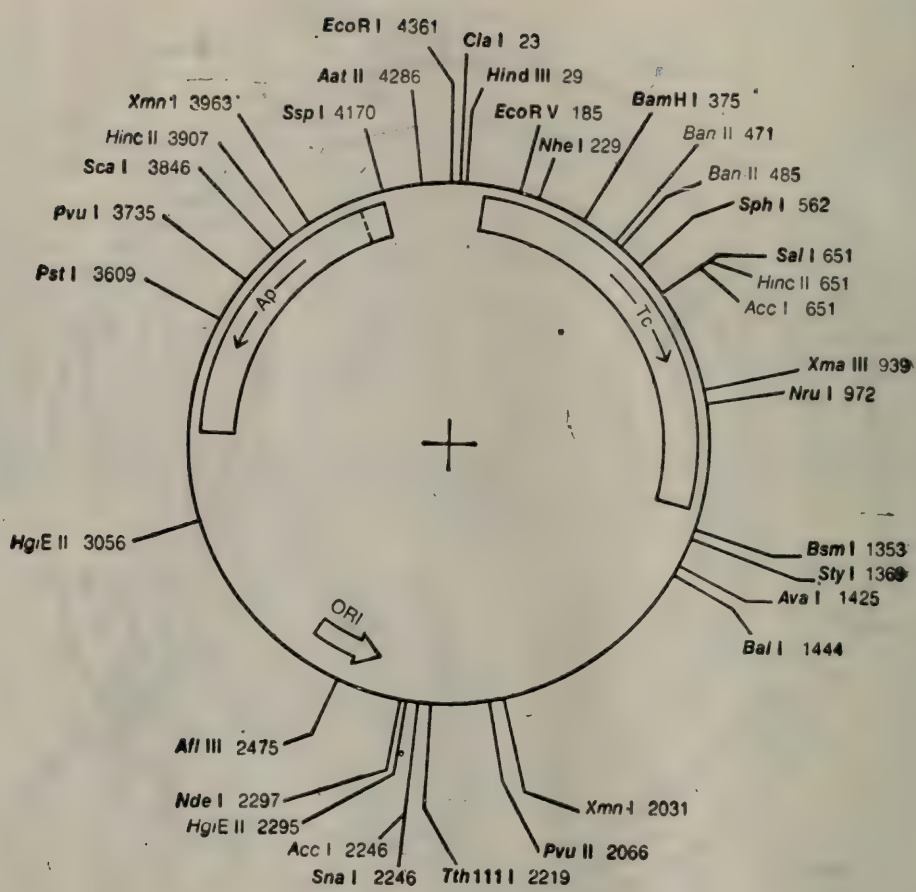 EcoR I 4361
Cla I 23
Hind III 29
Aat II 4286
Ssp I 4170
Xmn I 3963
Hinc II 3907
Sca I 3846
Pvu I 3735
Pst I 3609
EcoR V 185
Nhe I 229
BamH I 375
Ban II 471
Ban II 485
Sph I 562
Sal I 651
Hinc II 651
Acc I 651
Ap
Tc
Xma III 939
Nru I 972
HgiE II 3056
Bsm I 1353
Sty I 1369
Ava I 1425
Bal I 1444
ORI
Afl III 2475
Nde I 2297
HgiE II 2295
Acc I 2246
Sna I 2246
Tth111 I 2219
Pvu II 2066
Xmn I 2031